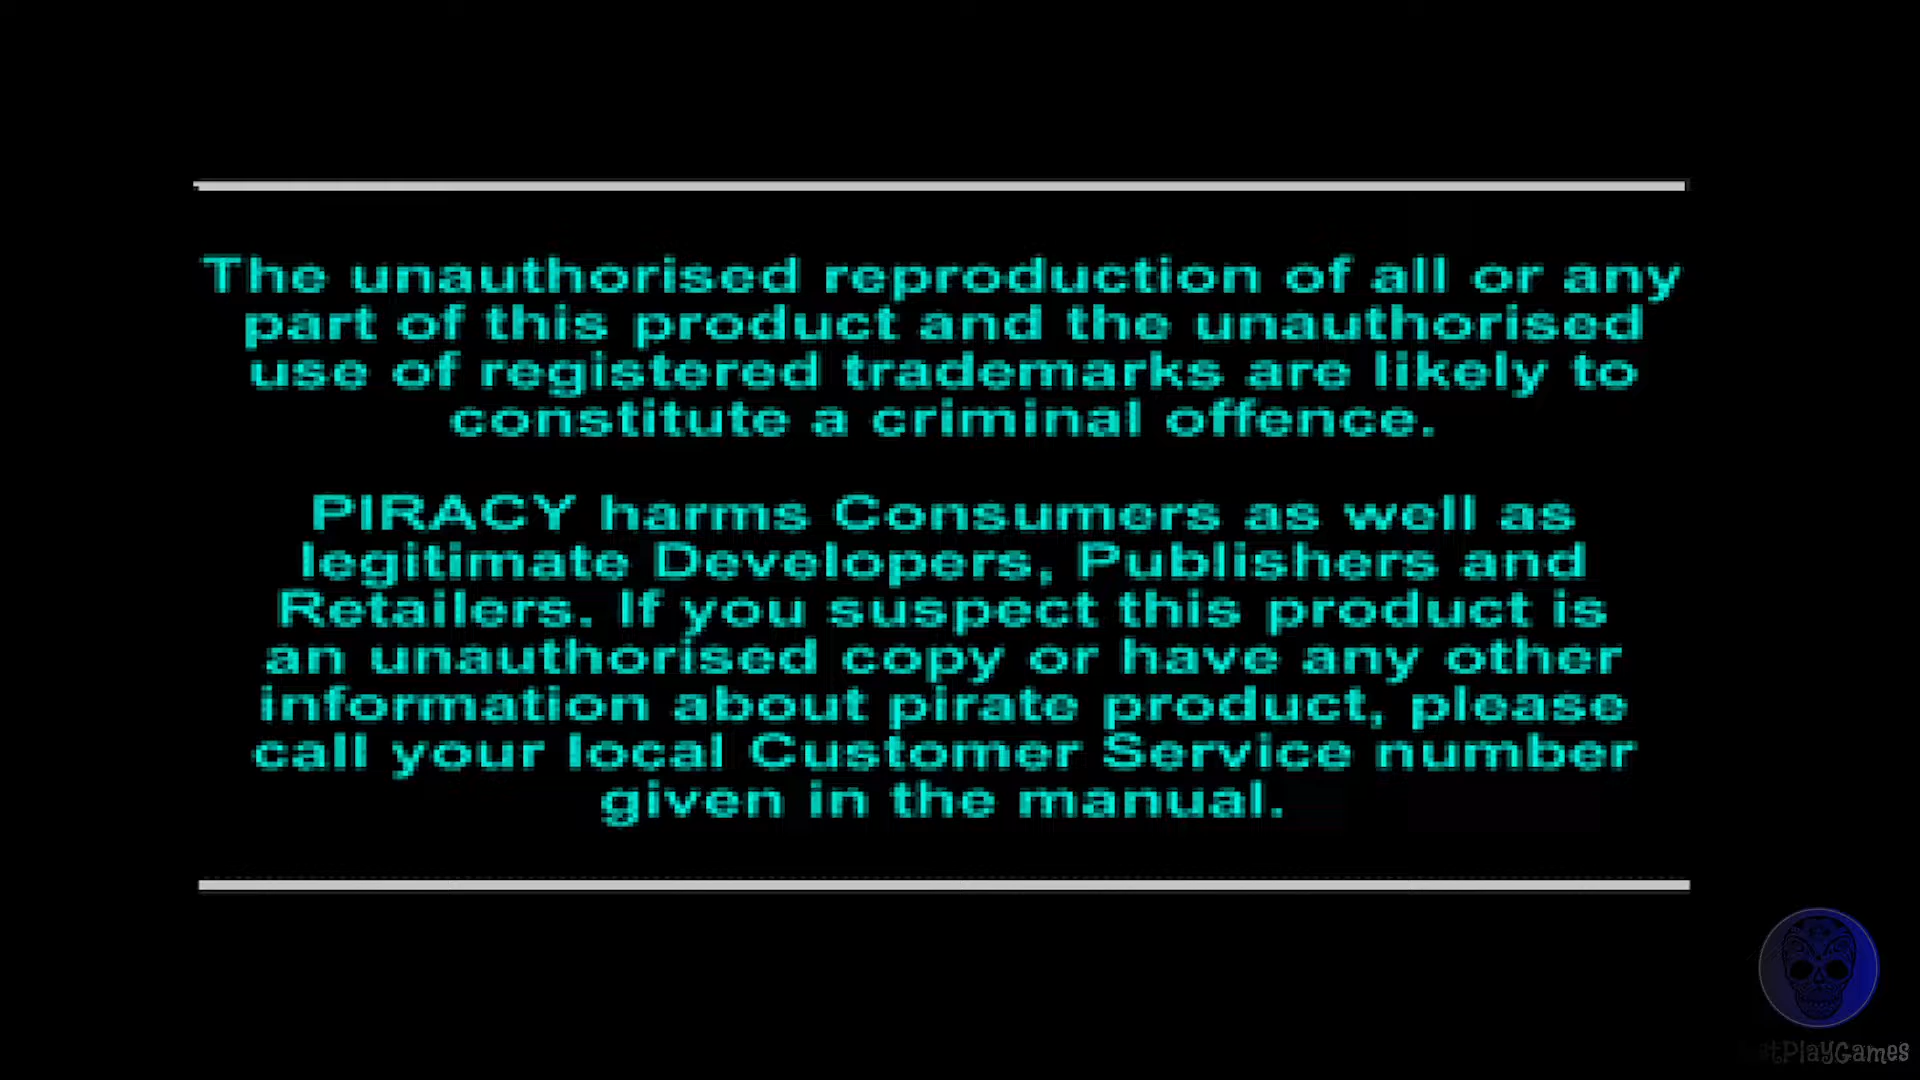 The unauthorised reproduction of all or any
part of this product and the unauthorised
use of registered trademarks are likely to
constitute a criminal offence.
PIRACY harms Consumers as well as
legitimate Developers, Publishers and
Retailers. If you suspect this product is
an unauthorised copy or have any other
information about pirate product, please
call your local Customer Service number
given in the manual.